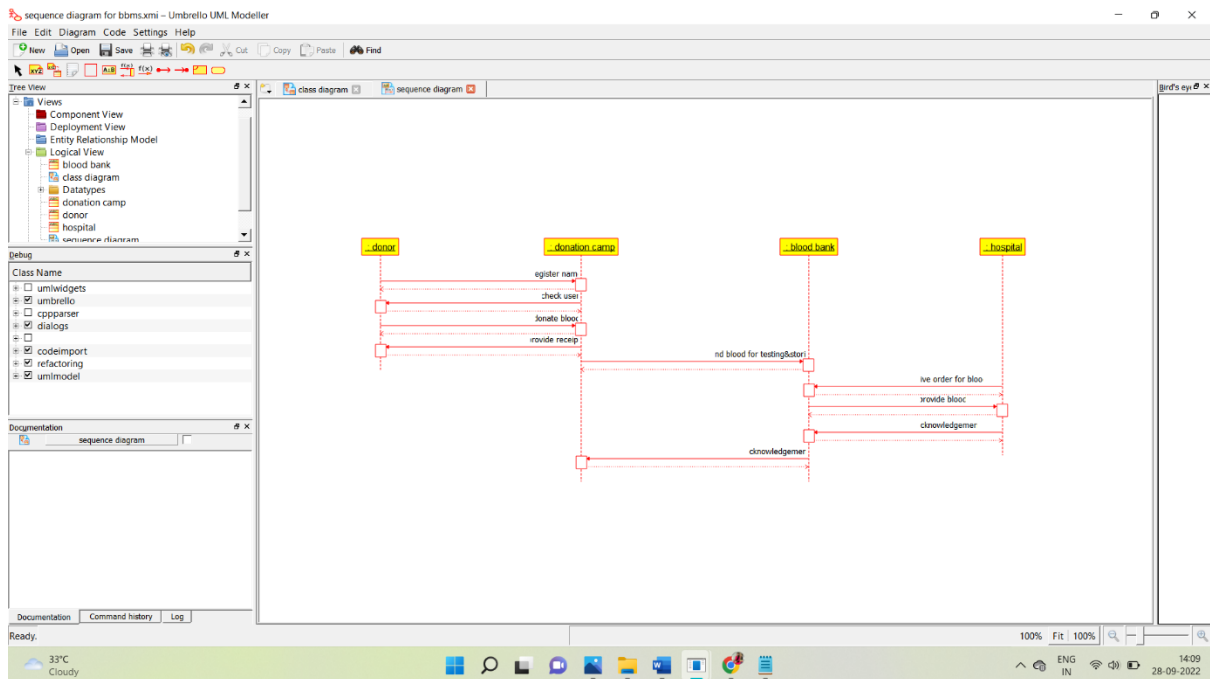 sequence diagram for bbms.xmi – Umbrello UML Modeller
File Edit Diagram Code Settings Help
New Open Save Cut Copy Paste Find
xyz A:B f(x) f(x)
Tree View
class diagram
sequence diagram
Bird's eye
Views
Component View
Deployment View
Entity Relationship Model
Logical View
blood bank
class diagram
Datatypes
donation camp
donor
hospital
sequence diagram
Debug
Class Name
umlwidgets
umbrello
cppparser
dialogs
codeimport
refactoring
umlmodel
Documentation
sequence diagram
Documentation Command history Log
: donor
: donation camp
: blood bank
: hospital
egister nam
check user
donate blood
rovide receip
nd blood for testing&stori
ive order for bloo
provide blood
cknowledgemer
cknowledgemer
Ready.
100% Fit 100%
33°C
Cloudy
ENG
IN
14:09
28-09-2022